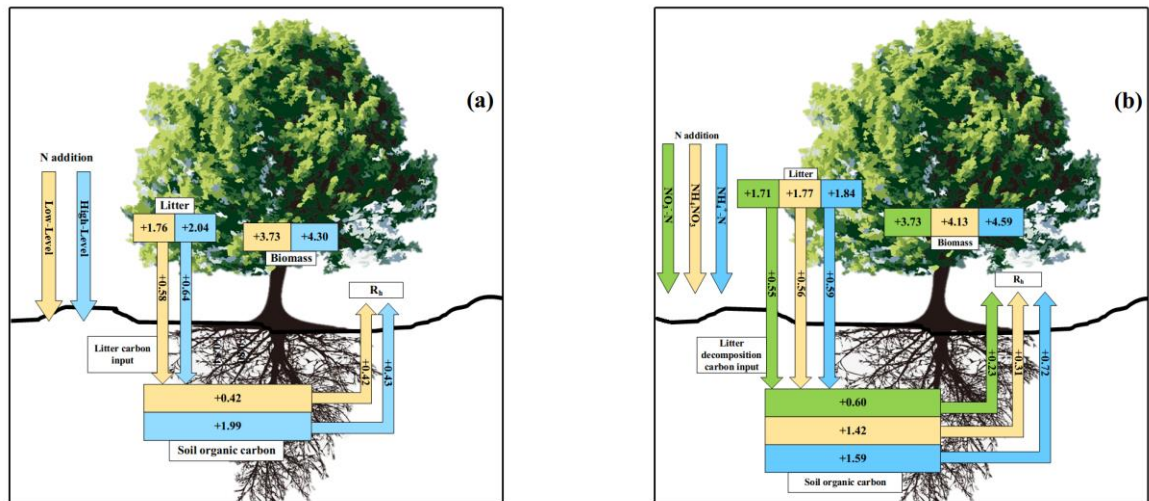 (a)
N addition
Low-Level
High-Level
Litter
+1.76
+2.04
+3.73
+4.30
Biomass
+0.58
+0.64
Rh
Litter carbon
input
+0.42
+0.43
+0.42
+1.99
Soil organic carbon
(b)
N addition
NO3--N
NH4NO3
NH4+-N
Litter
+1.71
+1.77
+1.84
+3.73
+4.13
+4.59
Biomass
+0.55
+0.56
+0.59
Rh
Litter
decomposition
carbon input
+0.23
+0.31
+0.72
+0.60
+1.42
+1.59
Soil organic carbon